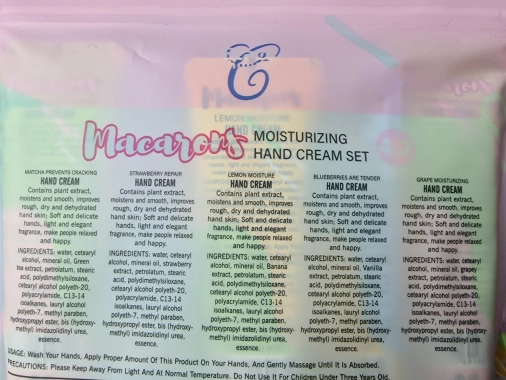 Macarons MOISTURIZING
HAND CREAM SET
MATCHA PREVENTS CRACKING
HAND CREAM
Contains plant extract,
moistens and smooth, improves
rough, dry and dehydrated
hand skin; Soft and delicate
hands, light and elegant
fragrance, make people relaxed
and happy.
INGREDIENTS: water, cetearyl
alcohol, mineral oil, Green
tea extract, petrolatum, stearic
acid, polydimethylsiloxane,
cetearyl alcohol polyeth-20,
polyacrylamide, C13-14
isoalkanes, lauryl alcohol
polyeth-7, methyl paraben,
hydroxypropyl ester, bis (hydroxy-
methyl) imidazolidinyl urea,
essence.
STRAWBERRY REPAIR
HAND CREAM
Contains plant extract,
moistens and smooth, improves
rough, dry and dehydrated
hand skin; Soft and delicate
hands, light and elegant
fragrance, make people relaxed
and happy.
INGREDIENTS: water, cetearyl
alcohol, mineral oil, strawberry
extract, petrolatum, stearic
acid, polydimethylsiloxane,
cetearyl alcohol polyeth-20,
polyacrylamide, C13-14
isoalkanes, lauryl alcohol
polyeth-7, methyl paraben,
hydroxypropyl ester, bis (hydroxy-
methyl) imidazolidinyl urea,
essence.
LEMON MOISTURE
HAND CREAM
Contains plant extract,
moistens and smooth, improves
rough, dry and dehydrated
hand skin; Soft and delicate
hands, light and elegant
fragrance, make people relaxed
and happy.
INGREDIENTS: water, cetearyl
alcohol, mineral oil, Banana
extract, petrolatum, stearic
acid, polydimethylsiloxane,
cetearyl alcohol polyeth-20,
polyacrylamide, C13-14
isoalkanes, lauryl alcohol
polyeth-7, methyl paraben,
hydroxypropyl ester, bis (hydroxy-
methyl) imidazolidinyl urea,
essence.
BLUEBERRIES ARE TENDER
HAND CREAM
Contains plant extract,
moistens and smooth, improves
rough, dry and dehydrated
hand skin; Soft and delicate
hands, light and elegant
fragrance, make people relaxed
and happy.
INGREDIENTS: water, cetearyl
alcohol, mineral oil, Vanilla
extract, petrolatum, stearic
acid, polydimethylsiloxane,
cetearyl alcohol polyeth-20,
polyacrylamide, C13-14
isoalkanes, lauryl alcohol
polyeth-7, methyl paraben,
hydroxypropyl ester, bis (hydroxy-
methyl) imidazolidinyl urea,
essence.
GRAPE MOISTURIZING
HAND CREAM
Contains plant extract,
moistens and smooth, improves
rough, dry and dehydrated
hand skin; Soft and delicate
hands, light and elegant
fragrance, make people relaxed
and happy.
INGREDIENTS: water, cetearyl
alcohol, mineral oil, grapey
extract, petrolatum, stearic
acid, polydimethylsiloxane,
cetearyl alcohol polyeth-20,
polyacrylamide, C13-14
isoalkanes, lauryl alcohol
polyeth-7, methyl paraben,
hydroxypropyl ester, bis (hydroxy-
methyl) imidazolidinyl urea,
essence.
USAGE: Wash Your Hands, Apply Proper Amount Of This Product On Your Hands, And Gently Massage Until It Is Absorbed.
PRECAUTIONS: Please Keep Away From Light And At Normal Temperature. Do Not Use It For Children Under Three Years Old.